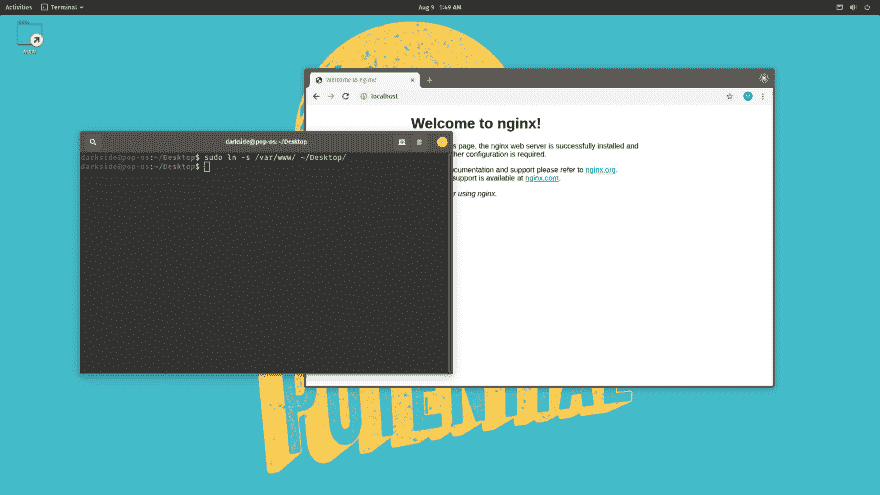 Activities Terminal Aug 9 1:49 AM
www
Welcome to nginx!
localhost
Welcome to nginx!
s page, the nginx web server is successfully installed and
her configuration is required.
ocumentation and support please refer to nginx.org.
support is available at nginx.com.
r using nginx.
darkside@pop-os: ~/Desktop
darkside@pop-os:~/Desktop$ sudo ln -s /var/www/ ~/Desktop/
darkside@pop-os:~/Desktop$
POTENTIAL